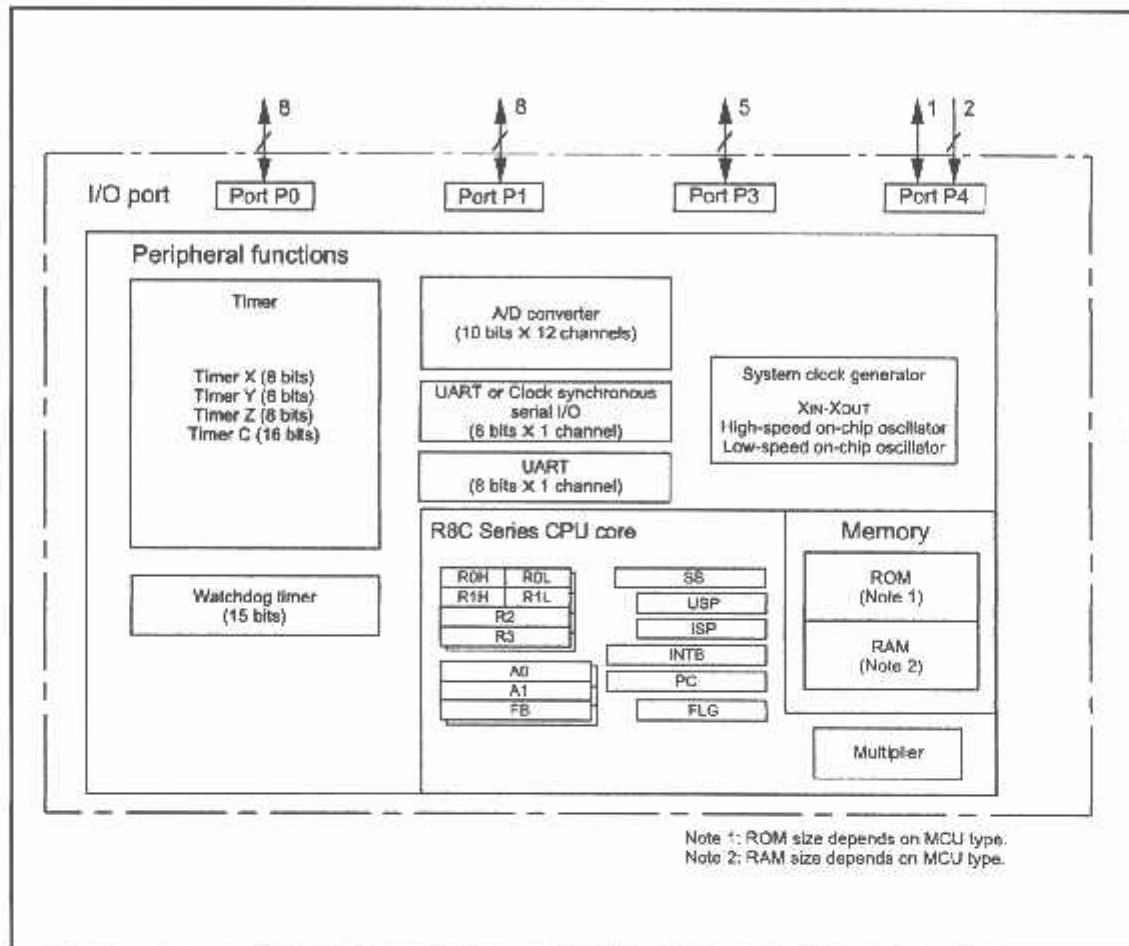 8
8
5
1
2
I/O port
Port P0
Port P1
Port P3
Port P4
Peripheral functions
Timer
Timer X (8 bits)
Timer Y (8 bits)
Timer Z (8 bits)
Timer C (16 bits)
Watchdog timer
(15 bits)
A/D converter
(10 bits X 12 channels)
UART or Clock synchronous
serial I/O
(8 bits X 1 channel)
UART
(8 bits X 1 channel)
System clock generator
XIN-XOUT
High-speed on-chip oscillator
Low-speed on-chip oscillator
R8C Series CPU core
R0H R0L
R1H R1L
R2
R3
A0
A1
FB
SB
USP
ISP
INTB
PC
FLG
Memory
ROM
(Note 1)
RAM
(Note 2)
Multiplier
Note 1: ROM size depends on MCU type.
Note 2: RAM size depends on MCU type.